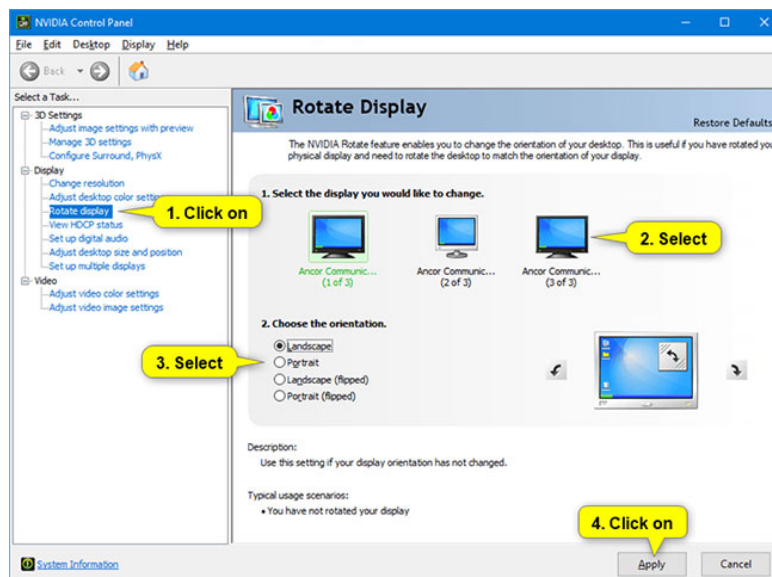 NVIDIA Control Panel
File Edit Desktop Display Help
Back
Select a Task...
3D Settings
Adjust image settings with preview
Manage 3D settings
Configure Surround, PhysX
Display
Change resolution
Adjust desktop color settings
Rotate display
View HDCP status
Set up digital audio
Adjust desktop size and position
Set up multiple displays
Video
Adjust video color settings
Adjust video image settings
1. Click on
Rotate Display
Restore Defaults
The NVIDIA Rotate feature enables you to change the orientation of your desktop. This is useful if you have rotated you
physical display and need to rotate the desktop to match the orientation of your display.
1. Select the display you would like to change.
2. Select
Ancor Communic... (1 of 3)
Ancor Communic... (2 of 3)
Ancor Communic... (3 of 3)
2. Choose the orientation.
3. Select
Landscape
Portrait
Landscape (flipped)
Portrait (flipped)
Description:
Use this setting if your display orientation has not changed.
Typical usage scenarios:
• You have not rotated your display
4. Click on
System Information
Apply
Cancel